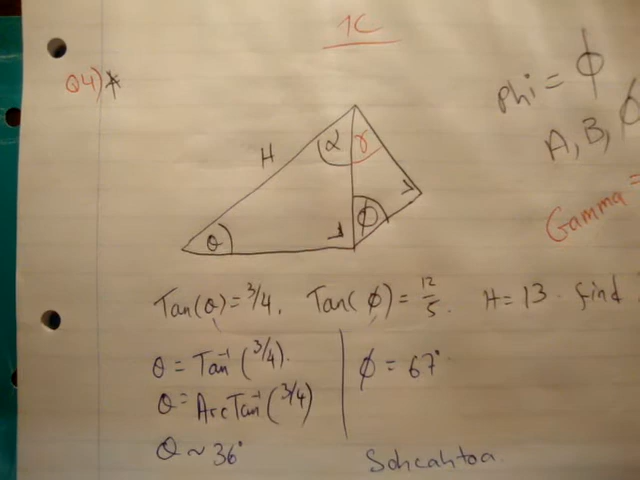 1C
Q4)*
Phi = ϕ
A, B, ϕ
Gamma =
H
α
γ
θ
ϕ
Tan(θ) = 3/4. Tan(ϕ) = 12/5. H = 13. find
θ = Tan⁻¹(3/4).
ϕ = 67°
θ = ArcTan⁻¹(3/4)
θ ~ 36°
Sohcahtoa